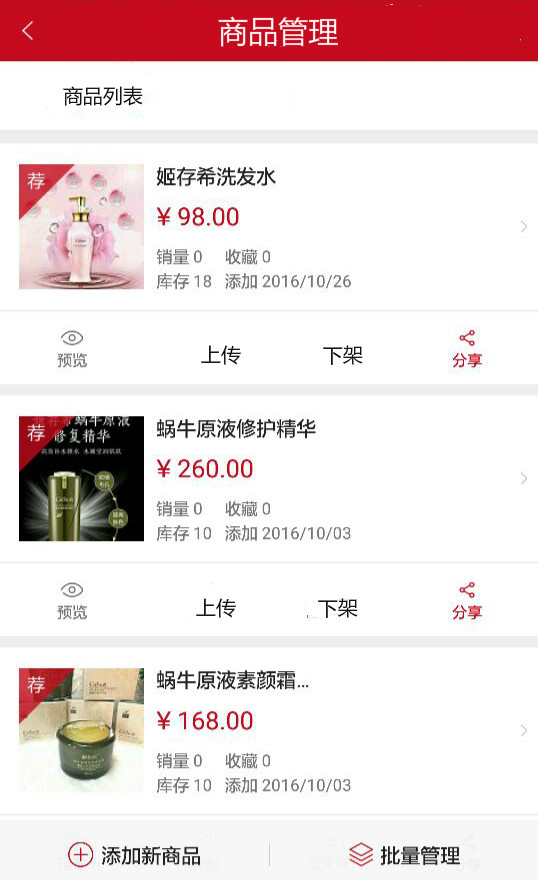 商品管理
商品列表
荐
姬存希洗发水
¥ 98.00
销量 0 收藏 0
库存 18 添加 2016/10/26
预览 上传 下架 分享
荐
蜗牛原液
修复精华
蜗牛原液修护精华
¥ 260.00
销量 0 收藏 0
库存 10 添加 2016/10/03
预览 上传 下架 分享
荐
蜗牛原液素颜霜...
¥ 168.00
销量 0 收藏 0
库存 10 添加 2016/10/03
添加新商品 批量管理